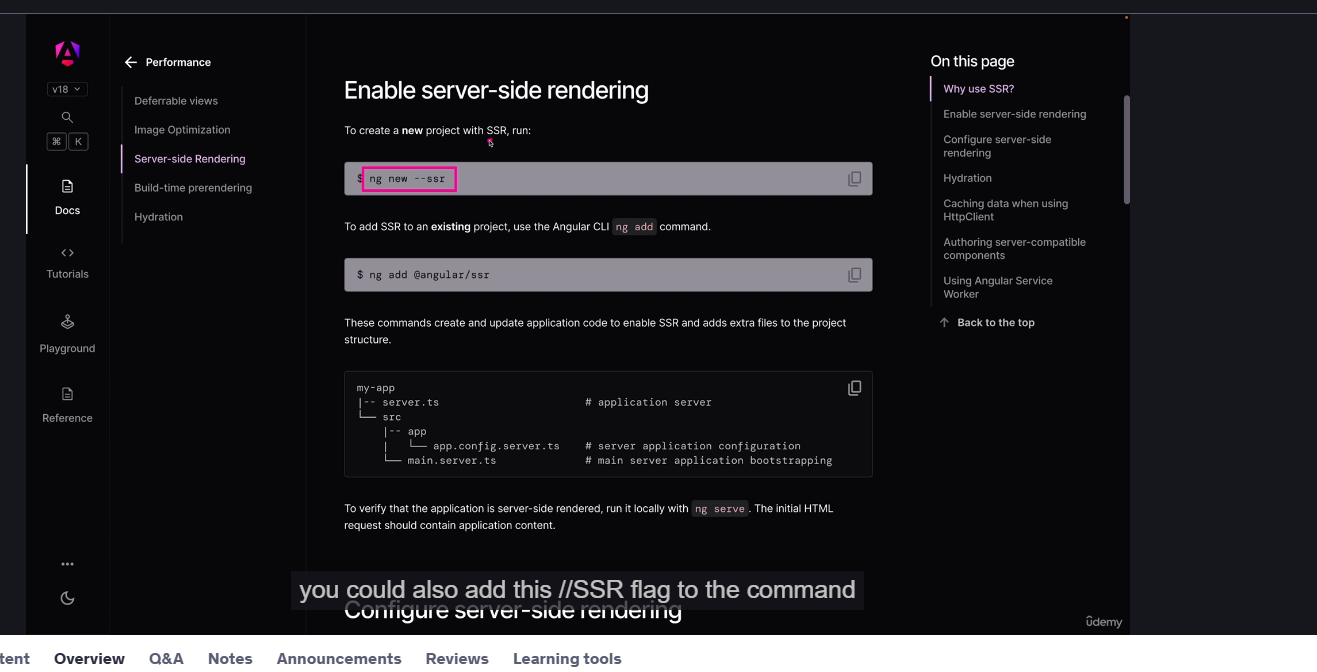 v18
⌘ K
Docs
Tutorials
Playground
Reference
Performance
Deferrable views
Image Optimization
Server-side Rendering
Build-time prerendering
Hydration
Enable server-side rendering
To create a new project with SSR, run:
$ ng new --ssr
To add SSR to an existing project, use the Angular CLI ng add command.
$ ng add @angular/ssr
These commands create and update application code to enable SSR and adds extra files to the project
structure.
my-app
|-- server.ts # application server
└── src
|-- app
| └── app.config.server.ts # server application configuration
└── main.server.ts # main server application bootstrapping
To verify that the application is server-side rendered, run it locally with ng serve. The initial HTML
request should contain application content.
you could also add this //SSR flag to the command
Configure server-side rendering
On this page
Why use SSR?
Enable server-side rendering
Configure server-side
rendering
Hydration
Caching data when using
HttpClient
Authoring server-compatible
components
Using Angular Service
Worker
Back to the top
ûdemy
tent Overview Q&A Notes Announcements Reviews Learning tools